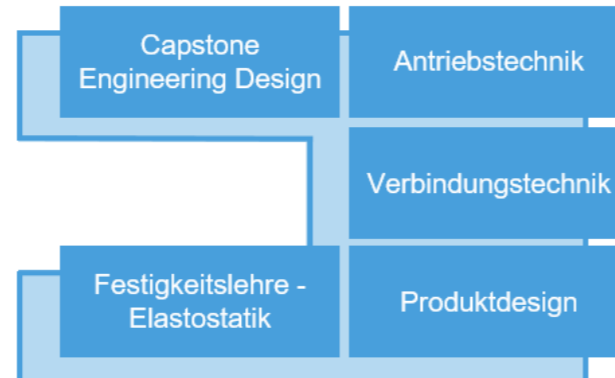 Capstone
Engineering Design
Antriebstechnik
Verbindungstechnik
Festigkeitslehre -
Elastostatik
Produktdesign